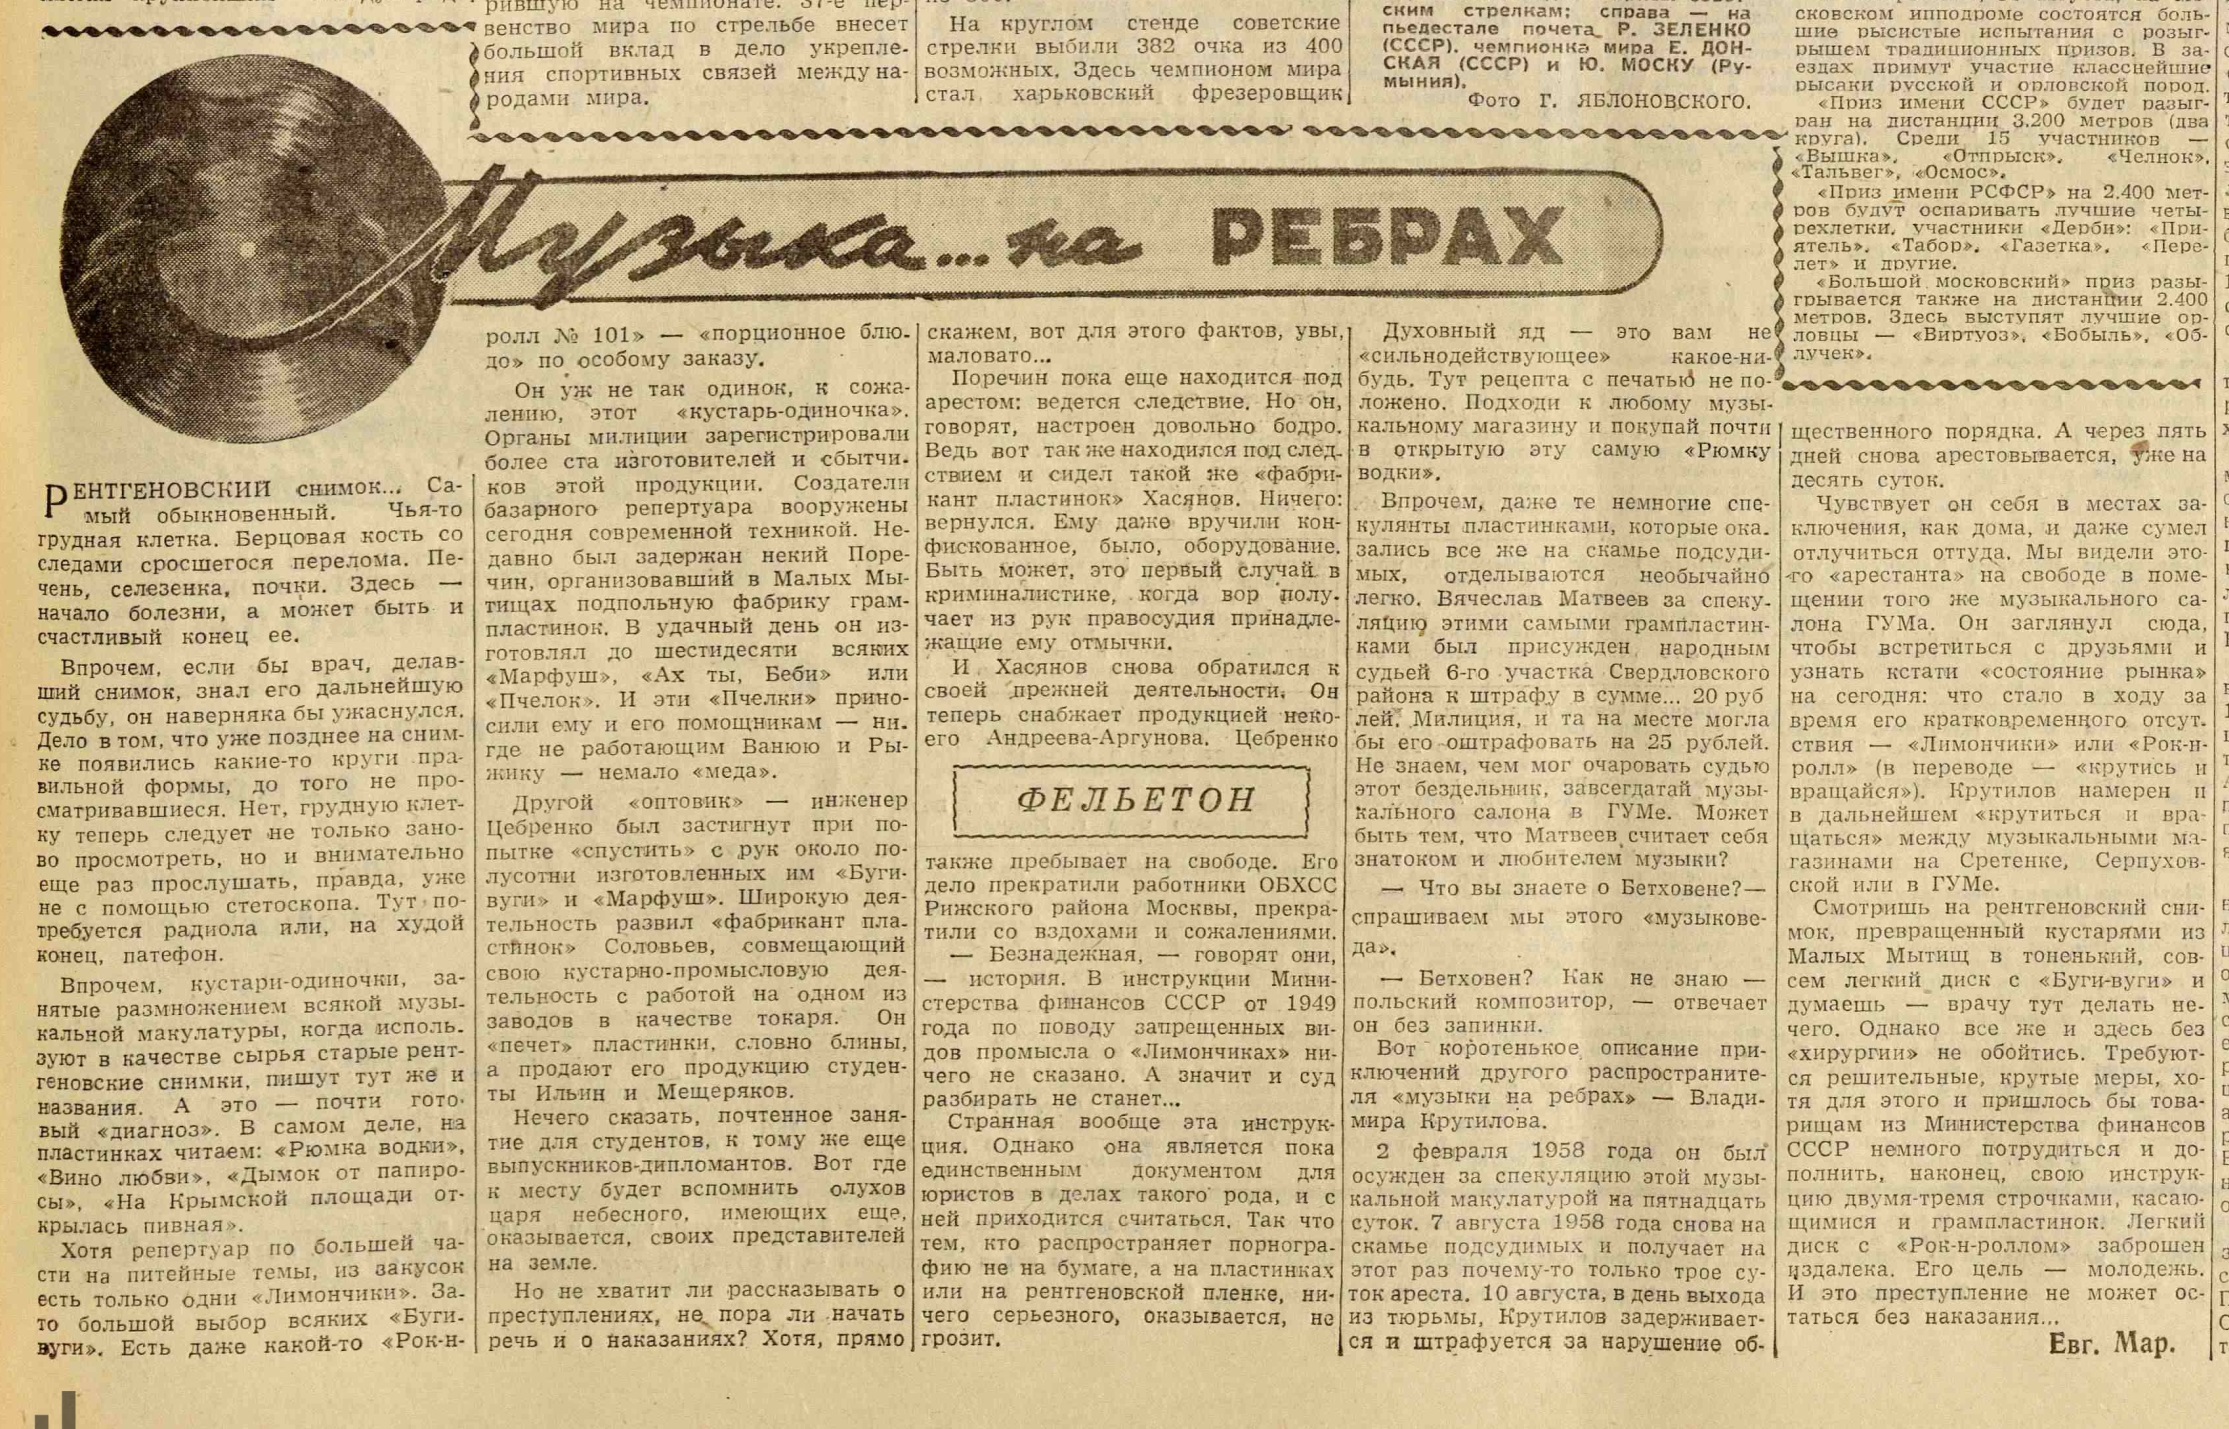 рившую на чемпионате. 37-е пер-
венство мира по стрельбе внесет
большой вклад в дело укрепле-
ния спортивных связей между на-
родами мира.
На круглом стенде советские
стрелки выбили 382 очка из 400
возможных. Здесь чемпионом мира
стал харьковский фрезеровщик
ским стрелкам; справа — на
пьедестале почета Р. ЗЕЛЕНКО
(СССР), чемпионка мира Е. ДОН-
СКАЯ (СССР) и Ю. МОСКУ (Ру-
мыния).
Фото Г. ЯБЛОНОВСКОГО.
сковском ипподроме состоятся боль-
шие рысистые испытания с розыг-
рышем традиционных призов. В за-
ездах примут участие класснейшие
рысаки русской и орловской пород.
«Приз имени СССР» будет разыг-
ран на дистанции 3.200 метров (два
круга). Среди 15 участников —
«Вышка», «Отпрыск», «Челнок»,
«Тальвег», «Осмос».
«Приз имени РСФСР» на 2.400 мет-
ров будут оспаривать лучшие четы-
рехлетки, участники «Дерби»: «При-
ятель», «Табор», «Газетка», «Пере-
лет» и другие.
«Большой московский» приз разы-
грывается также на дистанции 2.400
метров. Здесь выступят лучшие ор-
ловцы — «Виртуоз», «Бобыль», «Об-
лучек».
Музыка... на РЕБРАХ
РЕНТГЕНОВСКИЙ снимок... Са-
мый обыкновенный. Чья-то
грудная клетка. Берцовая кость со
следами сросшегося перелома. Пе-
чень, селезенка, почки. Здесь —
начало болезни, а может быть и
счастливый конец ее.
Впрочем, если бы врач, делав-
ший снимок, знал его дальнейшую
судьбу, он наверняка бы ужаснулся.
Дело в том, что уже позднее на сним-
ке появились какие-то круги пра-
вильной формы, до того не про-
сматривавшиеся. Нет, грудную клет-
ку теперь следует не только зано-
во просмотреть, но и внимательно
еще раз прослушать, правда, уже
не с помощью стетоскопа. Тут по-
требуется радиола или, на худой
конец, патефон.
Впрочем, кустари-одиночки, за-
нятые размножением всякой музы-
кальной макулатуры, когда исполь-
зуют в качестве сырья старые рент-
геновские снимки, пишут тут же и
названия. А это — почти гото-
вый «диагноз». В самом деле, на
пластинках читаем: «Рюмка водки»,
«Вино любви», «Дымок от папиро-
сы», «На Крымской площади от-
крылась пивная».
Хотя репертуар по большей ча-
сти на питейные темы, из закусок
есть только одни «Лимончики». За-
то большой выбор всяких «Буги-
вуги». Есть даже какой-то «Рок-н-
ролл № 101» — «порционное блю-
до» по особому заказу.
Он уж не так одинок, к сожа-
лению, этот «кустарь-одиночка».
Органы милиции зарегистрировали
более ста изготовителей и сбытчи-
ков этой продукции. Создатели
базарного репертуара вооружены
сегодня современной техникой. Не-
давно был задержан некий Поре-
чин, организовавший в Малых Мы-
тищах подпольную фабрику грам-
пластинок. В удачный день он из-
готовлял до шестидесяти всяких
«Марфуш», «Ах ты, Беби» или
«Пчелок». И эти «Пчелки» прино-
сили ему и его помощникам — ни-
где не работающим Ванюю и Ры-
жику — немало «меда».
Другой «оптовик» — инженер
Цебренко был застигнут при по-
пытке «спустить» с рук около по-
лусотни изготовленных им «Буги-
вуги» и «Марфуш». Широкую дея-
тельность развил «фабрикант пла-
стинок» Соловьев, совмещающий
свою кустарно-промысловую дея-
тельность с работой на одном из
заводов в качестве токаря. Он
«печет» пластинки, словно блины,
а продают его продукцию студен-
ты Ильин и Мещеряков.
Нечего сказать, почтенное заня-
тие для студентов, к тому же еще
выпускников-дипломантов. Вот где
к месту будет вспомнить олухов
царя небесного, имеющих еще,
оказывается, своих представителей
на земле.
Но не хватит ли рассказывать о
преступлениях, не пора ли начать
речь и о наказаниях? Хотя, прямо
скажем, вот для этого фактов, увы,
маловато...
Поречин пока еще находится под
арестом: ведется следствие. Но он,
говорят, настроен довольно бодро.
Ведь вот так же находился под след-
ствием и сидел такой же «фабри-
кант пластинок» Хасянов. Ничего:
вернулся. Ему даже вручили кон-
фискованное, было, оборудование.
Быть может, это первый случай в
криминалистике, когда вор полу-
чает из рук правосудия принадле-
жащие ему отмычки.
И Хасянов снова обратился к
своей прежней деятельности. Он
теперь снабжает продукцией неко-
его Андреева-Аргунова. Цебренко
ФЕЛЬЕТОН
также пребывает на свободе. Его
дело прекратили работники ОБХСС
Рижского района Москвы, прекра-
тили со вздохами и сожалениями.
— Безнадежная, — говорят они,
— история. В инструкции Мини-
стерства финансов СССР от 1949
года по поводу запрещенных ви-
дов промысла о «Лимончиках» ни-
чего не сказано. А значит и суд
разбирать не станет...
Странная вообще эта инструк-
ция. Однако она является пока
единственным документом для
юристов в делах такого рода, и с
ней приходится считаться. Так что
тем, кто распространяет порногра-
фию не на бумаге, а на пластинках
или на рентгеновской пленке, ни-
чего серьезного, оказывается, не
грозит.
Духовный яд — это вам не
«сильнодействующее» какое-ни-
будь. Тут рецепта с печатью не по-
ложено. Подходи к любому музы-
кальному магазину и покупай почти
в открытую эту самую «Рюмку
водки».
Впрочем, даже те немногие спе-
кулянты пластинками, которые ока-
зались все же на скамье подсуди-
мых, отделываются необычайно
легко. Вячеслав Матвеев за спеку-
ляцию этими самыми грампластин-
ками был присужден народным
судьей 6-го участка Свердловского
района к штрафу в сумме... 20 руб
лей. Милиция, и та на месте могла
бы его оштрафовать на 25 рублей.
Не знаем, чем мог очаровать судью
этот бездельник, завсегдатай музы-
кального салона в ГУМе. Может
быть тем, что Матвеев считает себя
знатоком и любителем музыки?
— Что вы знаете о Бетховене?—
спрашиваем мы этого «музыкове-
да».
— Бетховен? Как не знаю —
польский композитор, — отвечает
он без запинки.
Вот коротенькое описание при-
ключений другого распространите-
ля «музыки на ребрах» — Влади-
мира Крутилова.
2 февраля 1958 года он был
осужден за спекуляцию этой музы-
кальной макулатурой на пятнадцать
суток. 7 августа 1958 года снова на
скамье подсудимых и получает на
этот раз почему-то только трое су-
ток ареста. 10 августа, в день выхода
из тюрьмы, Крутилов задерживает-
ся и штрафуется за нарушение об-
щественного порядка. А через пять
дней снова арестовывается, уже на
десять суток.
Чувствует он себя в местах за-
ключения, как дома, и даже сумел
отлучиться оттуда. Мы видели это-
го «арестанта» на свободе в поме-
щении того же музыкального са-
лона ГУМа. Он заглянул сюда,
чтобы встретиться с друзьями и
узнать кстати «состояние рынка»
на сегодня: что стало в ходу за
время его кратковременного отсут-
ствия — «Лимончики» или «Рок-н-
ролл» (в переводе — «крутись и
вращайся»). Крутилов намерен и
в дальнейшем «крутиться и вра-
щаться» между музыкальными ма-
газинами на Сретенке, Серпухов-
ской или в ГУМе.
Смотришь на рентгеновский сни-
мок, превращенный кустарями из
Малых Мытищ в тоненький, сов-
сем легкий диск с «Буги-вуги» и
думаешь — врачу тут делать не-
чего. Однако все же и здесь без
«хирургии» не обойтись. Требуют-
ся решительные, крутые меры, хо-
тя для этого и пришлось бы това-
рищам из Министерства финансов
СССР немного потрудиться и до-
полнить, наконец, свою инструк-
цию двумя-тремя строчками, касаю-
щимися и грампластинок. Легкий
диск с «Рок-н-роллом» заброшен
издалека. Его цель — молодежь.
И это преступление не может ос-
таться без наказания...
Евг. Мар.